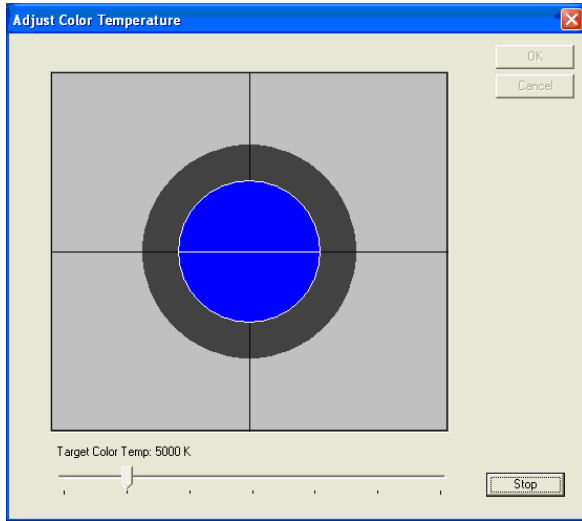 Adjust Color Temperature
OK
Cancel
Target Color Temp: 5000 K
Stop